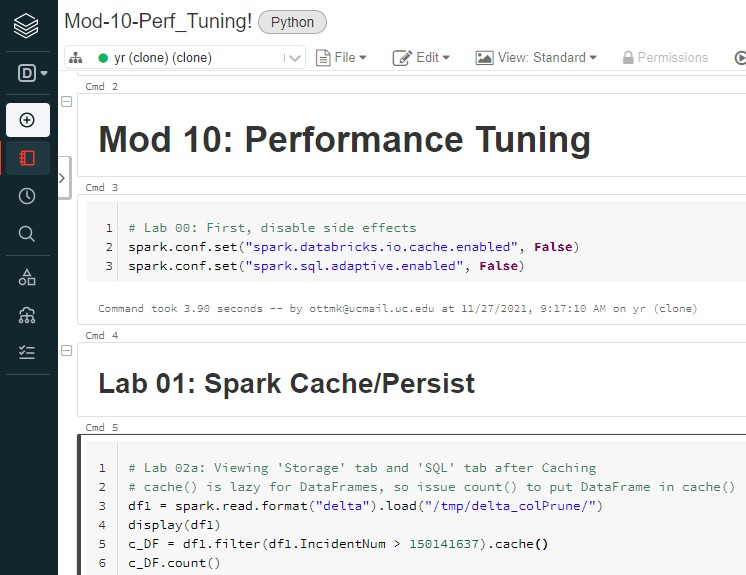 Mod-10-Perf_Tuning! Python
D yr (clone) (clone) File Edit View: Standard Permissions
Cmd 2
Mod 10: Performance Tuning
Cmd 3
1 # Lab 00: First, disable side effects
2 spark.conf.set("spark.databricks.io.cache.enabled", False)
3 spark.conf.set("spark.sql.adaptive.enabled", False)
Command took 3.90 seconds -- by ottmk@ucmail.uc.edu at 11/27/2021, 9:17:10 AM on yr (clone)
Cmd 4
Lab 01: Spark Cache/Persist
Cmd 5
1 # Lab 02a: Viewing 'Storage' tab and 'SQL' tab after Caching
2 # cache() is lazy for DataFrames, so issue count() to put DataFrame in cache()
3 df1 = spark.read.format("delta").load("/tmp/delta_colPrune/")
4 display(df1)
5 c_DF = df1.filter(df1.IncidentNum > 150141637).cache()
6 c_DF.count()